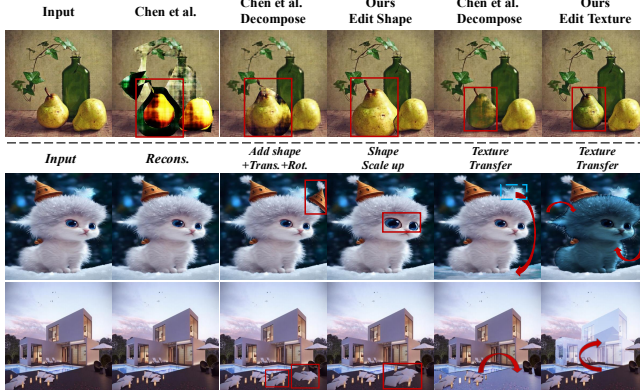 Input
Chen et al.
Chen et al.
Decompose
Ours
Edit Shape
Chen et al.
Decompose
Ours
Edit Texture
Input
Recons.
Add shape
+Trans.+Rot.
Shape
Scale up
Texture
Transfer
Texture
Transfer